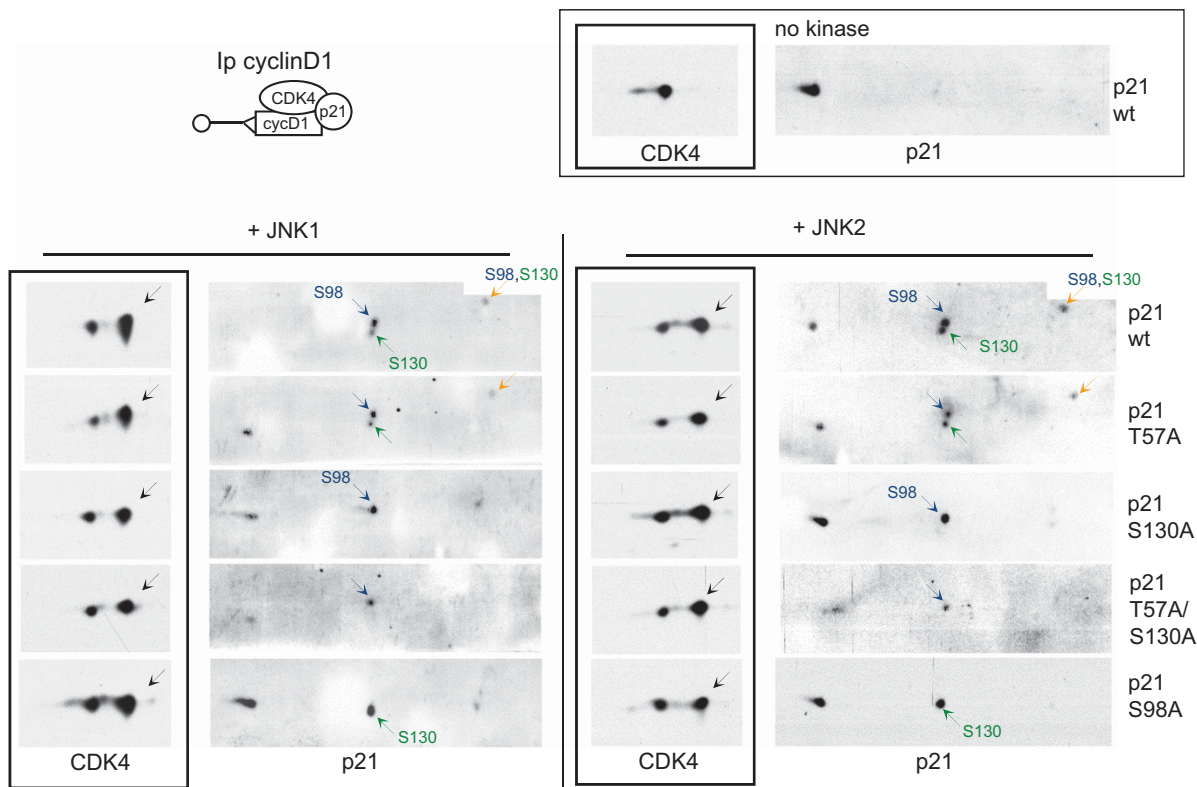 Ip cyclinD1
CDK4
p21
cycD1
no kinase
p21
wt
CDK4
p21
+ JNK1
+ JNK2
S98,S130
S98
S130
S98,S130
S98
S130
p21
wt
p21
T57A
S98
S98
p21
S130A
S98
p21
T57A/
S130A
S130
S130
p21
S98A
CDK4
p21
CDK4
p21